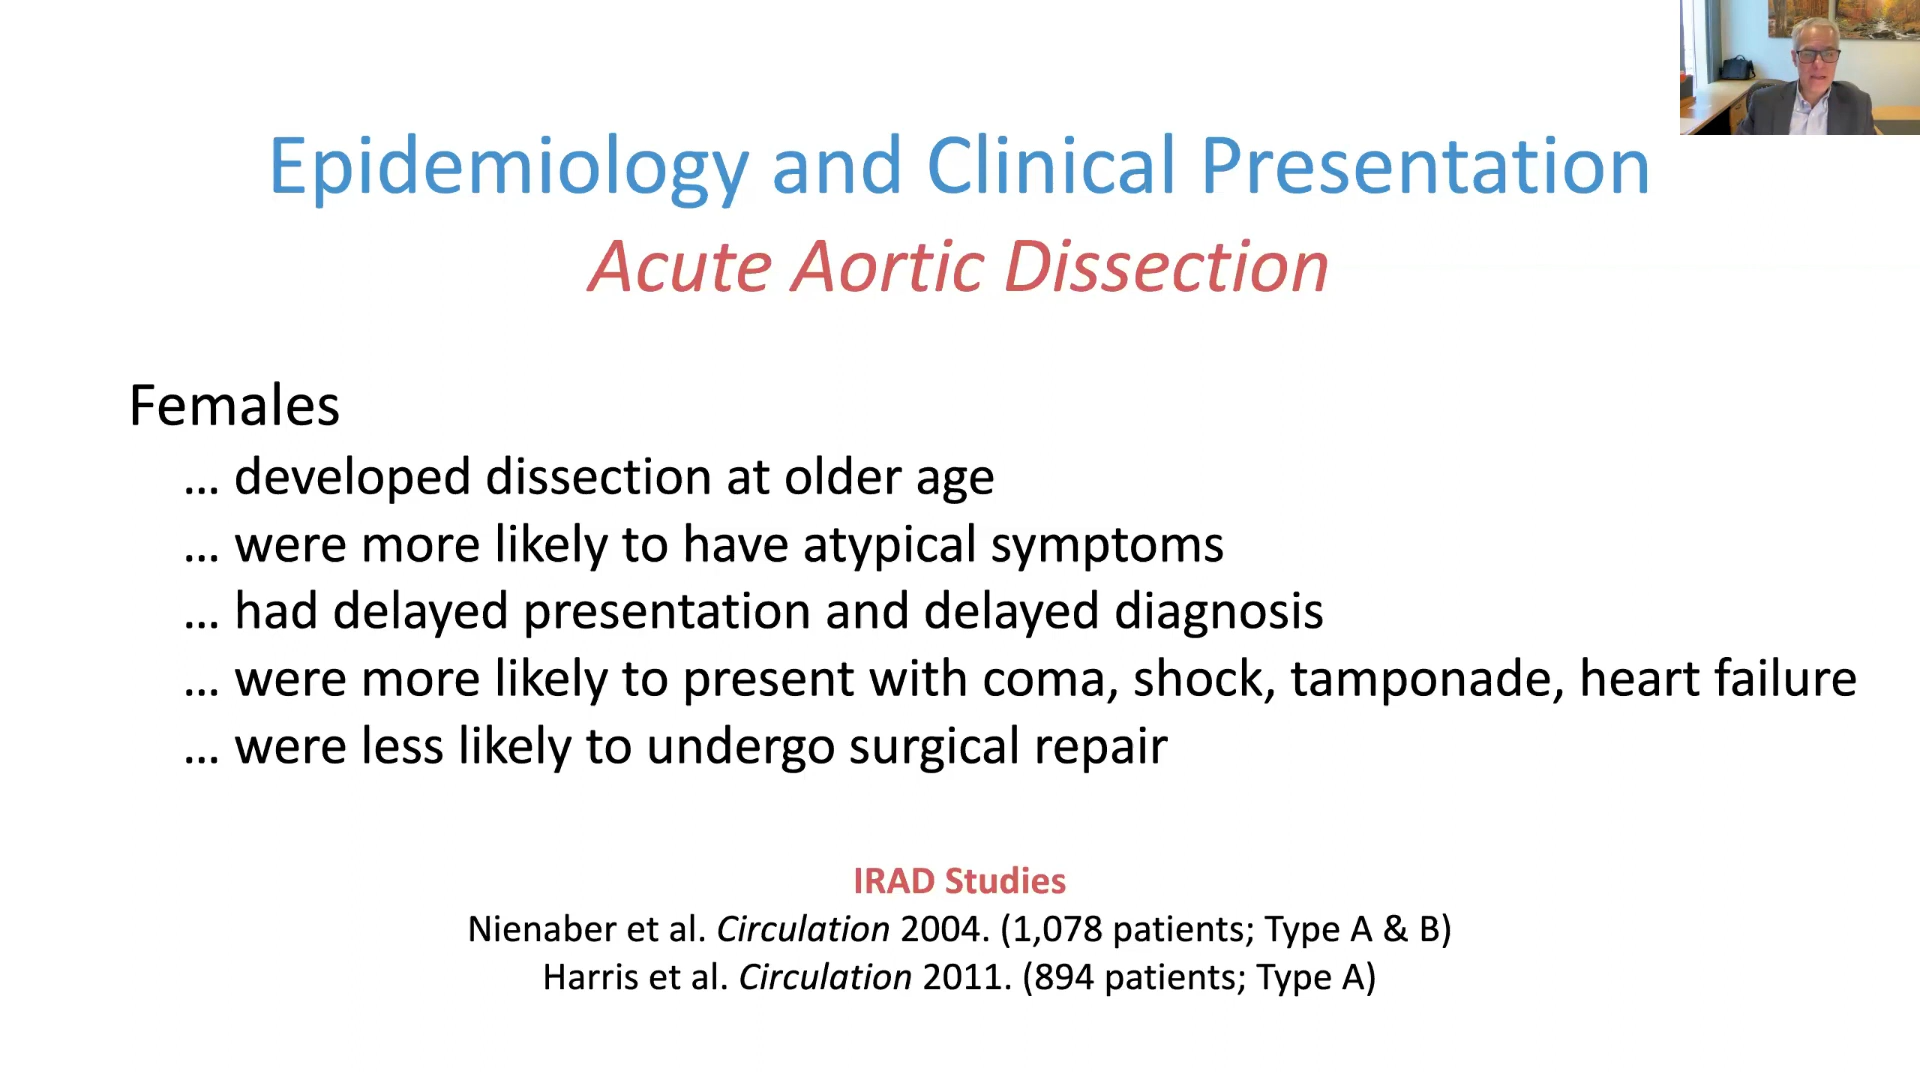 Epidemiology and Clinical Presentation
Acute Aortic Dissection
Females
... developed dissection at older age
... were more likely to have atypical symptoms
... had delayed presentation and delayed diagnosis
... were more likely to present with coma, shock, tamponade, heart failure
... were less likely to undergo surgical repair
IRAD Studies
Nienaber et al. Circulation 2004. (1,078 patients; Type A & B)
Harris et al. Circulation 2011. (894 patients; Type A)